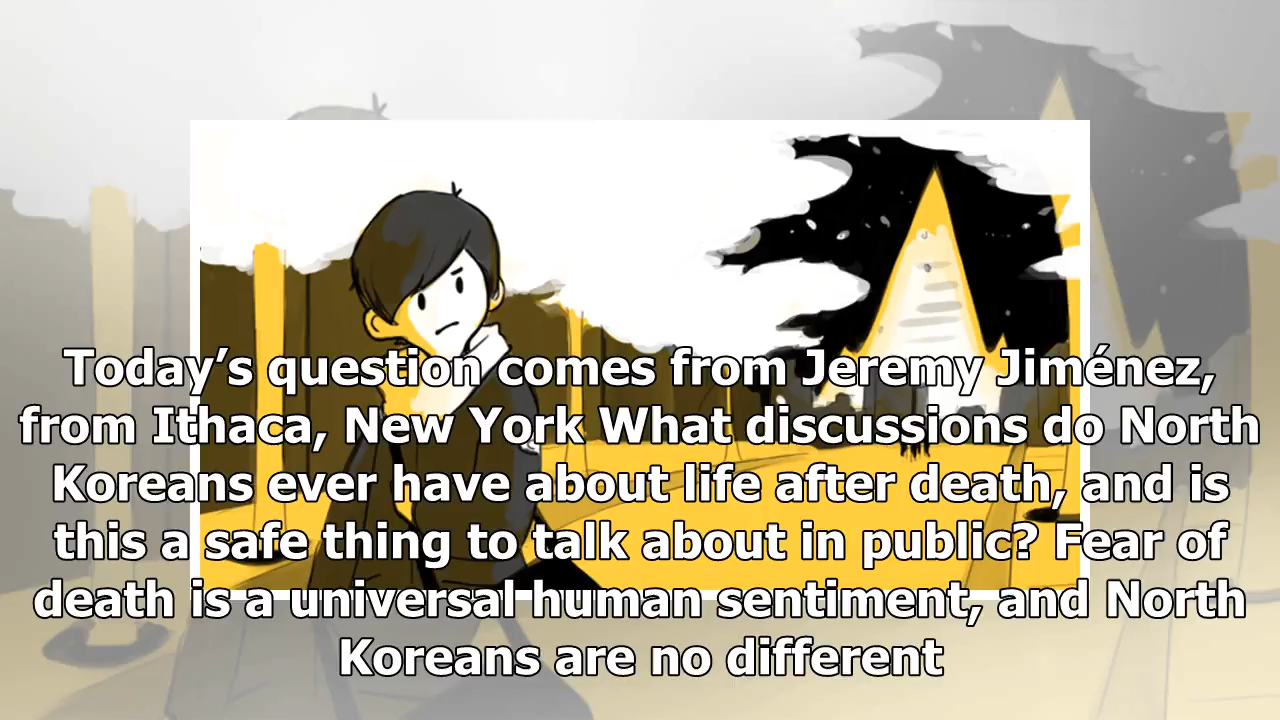 Today’s question comes from Jeremy Jiménez,
from Ithaca, New York What discussions do North
Koreans ever have about life after death, and is
this a safe thing to talk about in public? Fear of
death is a universal human sentiment, and North
Koreans are no different